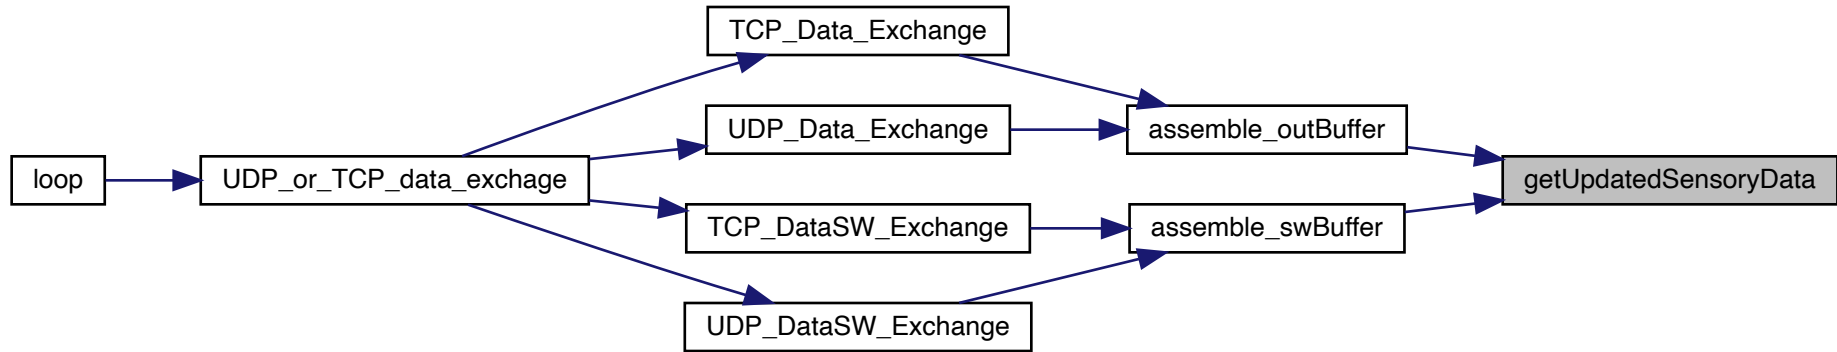 TCP_Data_Exchange
UDP_Data_Exchange
assemble_outBuffer
loop
UDP_or_TCP_data_exchage
getUpdatedSensoryData
TCP_DataSW_Exchange
assemble_swBuffer
UDP_DataSW_Exchange